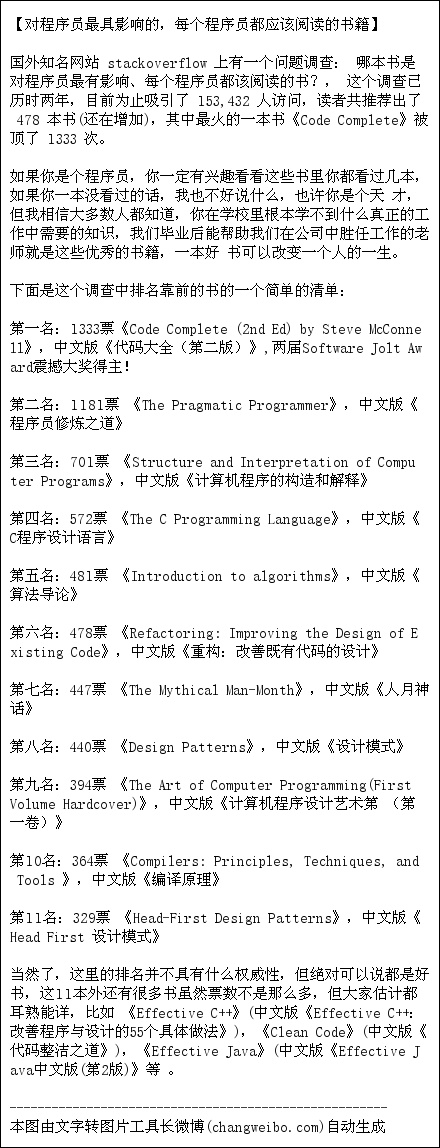 【对程序员最具影响的，每个程序员都应该阅读的书籍】
国外知名网站 stackoverflow 上有一个问题调查： 哪本书是
对程序员最有影响、每个程序员都该阅读的书？， 这个调查已
历时两年，目前为止吸引了 153,432 人访问，读者共推荐出了
478 本书(还在增加)，其中最火的一本书《Code Complete》被
顶了 1333 次。
如果你是个程序员，你一定有兴趣看看这些书里你都看过几本，
如果你一本没看过的话，我也不好说什么，也许你是个天 才，
但我相信大多数人都知道，你在学校里根本学不到什么真正的工
作中需要的知识，我们毕业后能帮助我们在公司中胜任工作的老
师就是这些优秀的书籍，一本好 书可以改变一个人的一生。
下面是这个调查中排名靠前的书的一个简单的清单：
第一名：1333票《Code Complete (2nd Ed) by Steve McConne
ll》，中文版《代码大全（第二版）》,两届Software Jolt Aw
ard震撼大奖得主！
第二名：1181票 《The Pragmatic Programmer》，中文版《
程序员修炼之道》
第三名：701票 《Structure and Interpretation of Compu
ter Programs》，中文版《计算机程序的构造和解释》
第四名：572票 《The C Programming Language》，中文版《
C程序设计语言》
第五名：481票 《Introduction to algorithms》，中文版《
算法导论》
第六名：478票 《Refactoring: Improving the Design of E
xisting Code》，中文版《重构：改善既有代码的设计》
第七名：447票 《The Mythical Man-Month》，中文版《人月神
话》
第八名：440票 《Design Patterns》，中文版《设计模式》
第九名：394票 《The Art of Computer Programming(First
Volume Hardcover)》，中文版《计算机程序设计艺术第 （第
一卷）》
第10名：364票 《Compilers: Principles, Techniques, and
Tools 》，中文版《编译原理》
第11名：329票 《Head-First Design Patterns》，中文版《
Head First 设计模式》
当然了，这里的排名并不具有什么权威性，但绝对可以说都是好
书，这11本外还有很多书虽然票数不是那么多，但大家估计都
耳熟能详，比如 《Effective C++》(中文版《Effective C++:
改善程序与设计的55个具体做法》)，《Clean Code》(中文版《
代码整洁之道》)，《Effective Java》(中文版《Effective J
ava中文版(第2版)》等 。
本图由文字转图片工具长微博(changweibo.com)自动生成